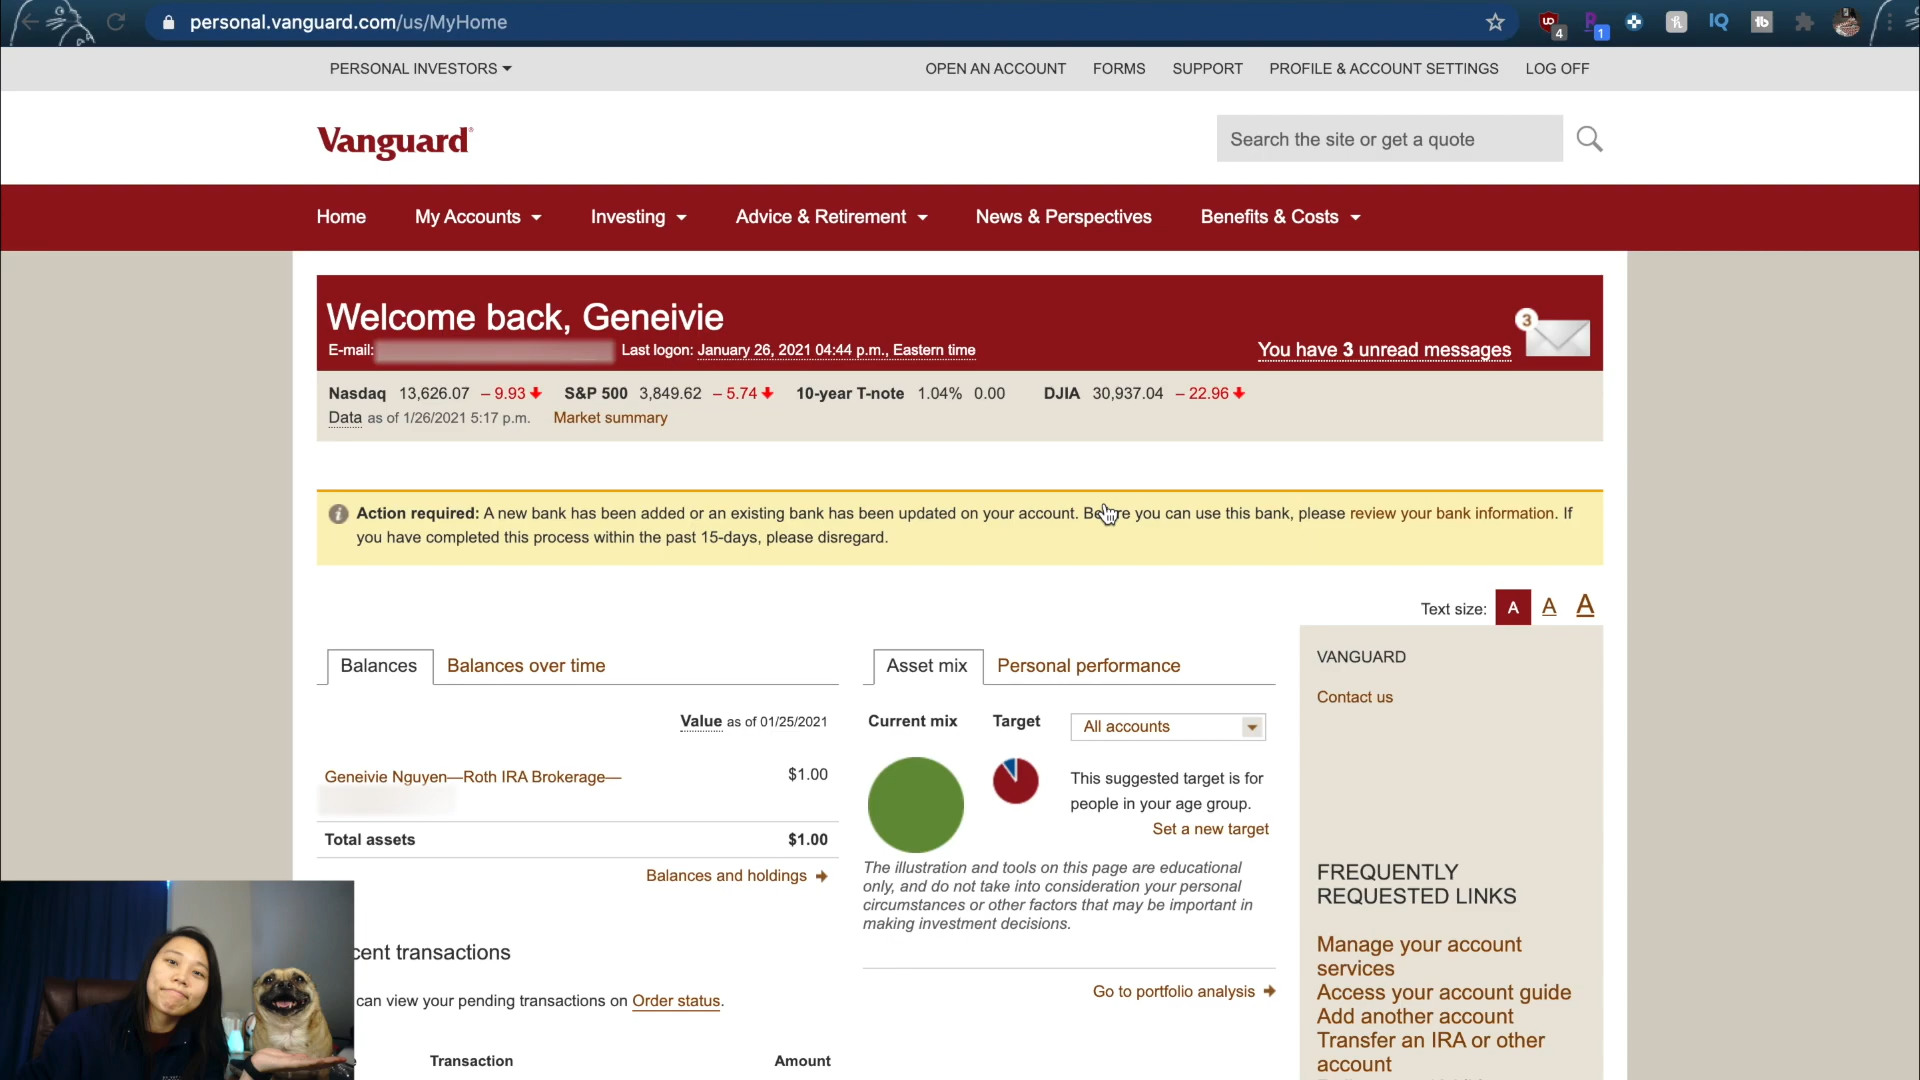 personal.vanguard.com/us/MyHome
4
1
IQ
tb
PERSONAL INVESTORS
OPEN AN ACCOUNT
FORMS
SUPPORT
PROFILE & ACCOUNT SETTINGS
LOG OFF
Vanguard
Search the site or get a quote
Home
My Accounts
Investing
Advice & Retirement
News & Perspectives
Benefits & Costs
Welcome back, Geneivie
E-mail:
Last logon: January 26, 2021 04:44 p.m., Eastern time
You have 3 unread messages
3
Nasdaq 13,626.07 – 9.93
S&P 500 3,849.62 – 5.74
10-year T-note 1.04% 0.00
DJIA 30,937.04 – 22.96
Data as of 1/26/2021 5:17 p.m.
Market summary
Action required: A new bank has been added or an existing bank has been updated on your account. you can use this bank, please review your bank information. If
you have completed this process within the past 15-days, please disregard.
Text size: A A A
Balances
Balances over time
Value as of 01/25/2021
Geneivie Nguyen—Roth IRA Brokerage—
$1.00
Total assets
$1.00
Balances and holdings
cent transactions
can view your pending transactions on Order status.
Transaction
Amount
Asset mix
Personal performance
Current mix
Target
All accounts
This suggested target is for
people in your age group.
Set a new target
The illustration and tools on this page are educational
only, and do not take into consideration your personal
circumstances or other factors that may be important in
making investment decisions.
Go to portfolio analysis
VANGUARD
Contact us
FREQUENTLY
REQUESTED LINKS
Manage your account
services
Access your account guide
Add another account
Transfer an IRA or other
account